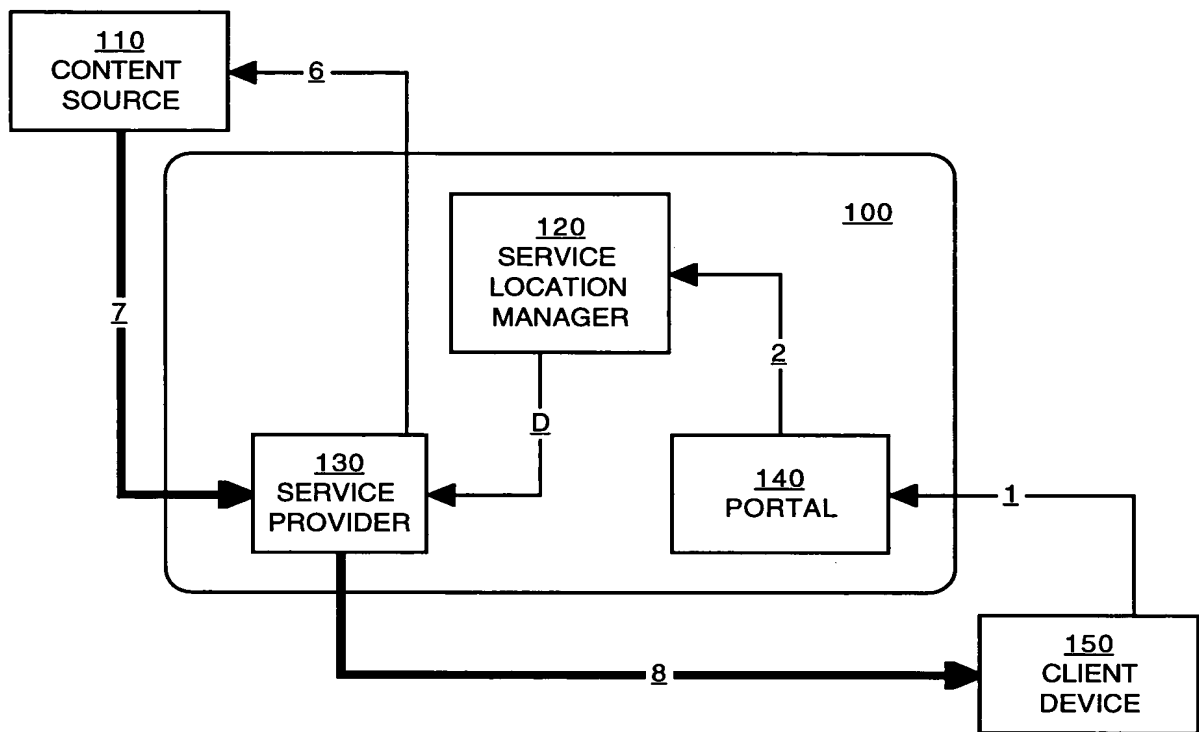 110
CONTENT
SOURCE
6
100
120
SERVICE
LOCATION
MANAGER
7
2
D
130
SERVICE
PROVIDER
140
PORTAL
1
150
CLIENT
DEVICE
8